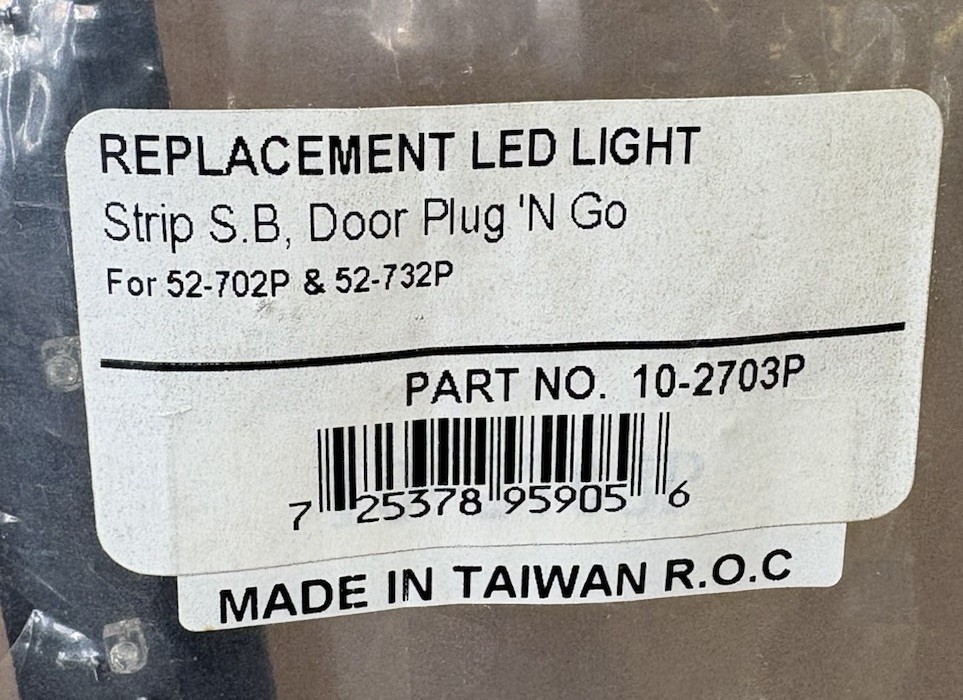 REPLACEMENT LED LIGHT
Strip S.B, Door Plug 'N Go
For 52-702P & 52-732P
PART NO. 10-2703P
7 25378 95905 6
MADE IN TAIWAN R.O.C